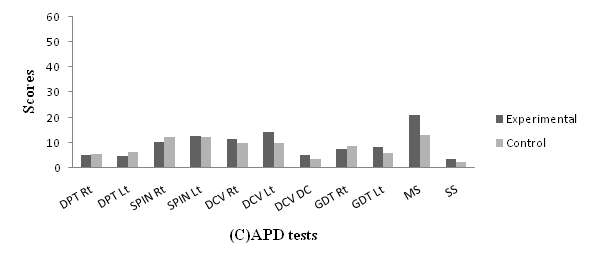 60
50
40
30
20
10
0
Scores
DPT Rt
DPT Lt
SPIN Rt
SPIN Lt
DCV Rt
DCV Lt
DCV DC
GDT Rt
GDT Lt
MS
SS
(C)APD tests
Experimental
Control